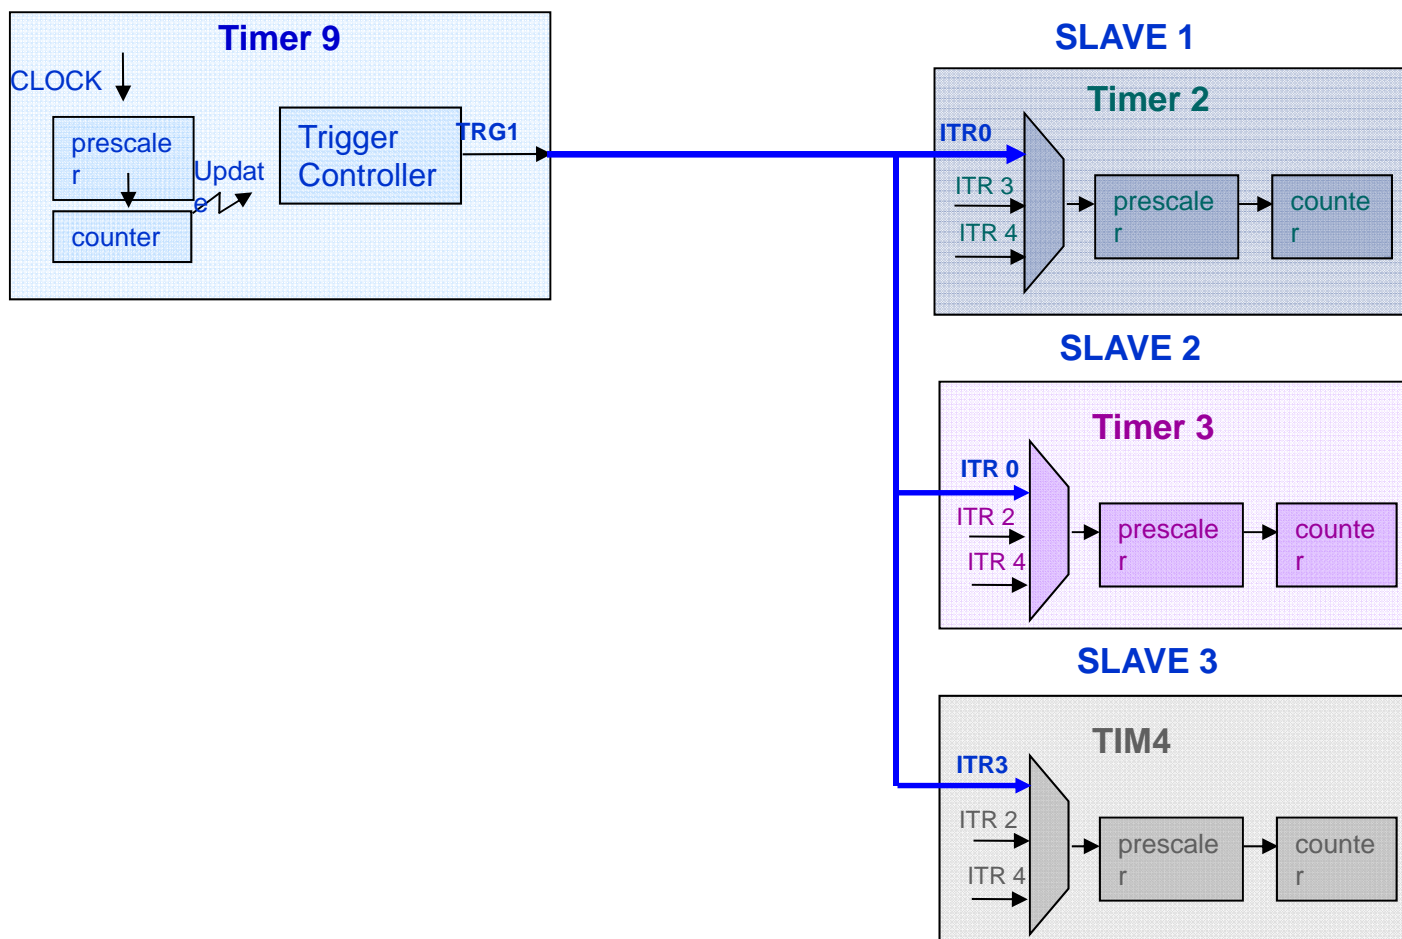 Timer 9
CLOCK
prescale
r
Updat
e
counter
Trigger
Controller
TRG1
SLAVE 1
Timer 2
ITR0
ITR 3
ITR 4
prescale
r
counte
r
SLAVE 2
Timer 3
ITR 0
ITR 2
ITR 4
prescale
r
counte
r
SLAVE 3
TIM4
ITR3
ITR 2
ITR 4
prescale
r
counte
r